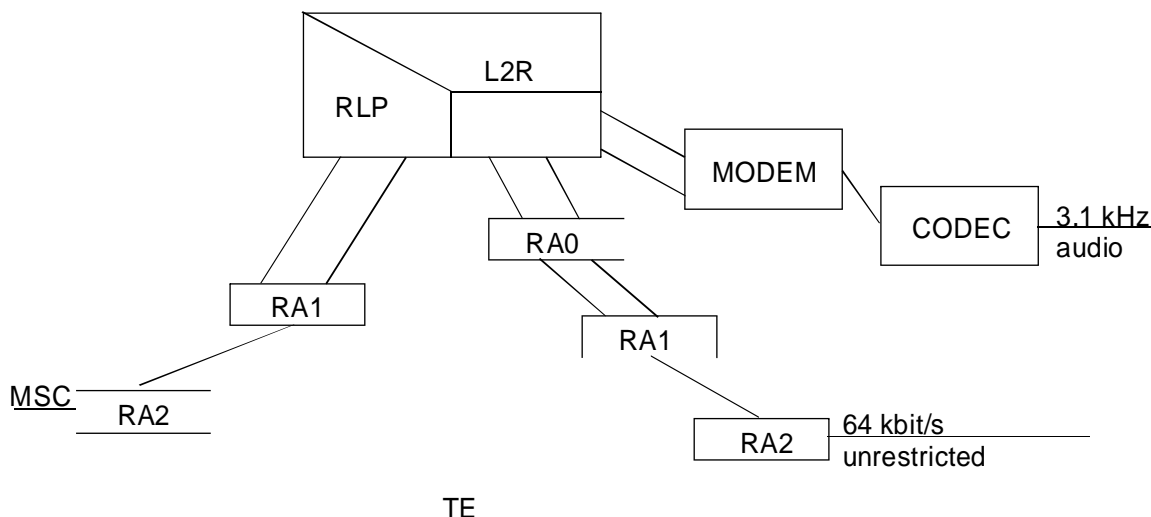 L2R
RLP
MODEM
CODEC
3.1 kHz
audio
RA0
RA1
RA1
MSC
RA2
RA2
64 kbit/s
unrestricted
TE